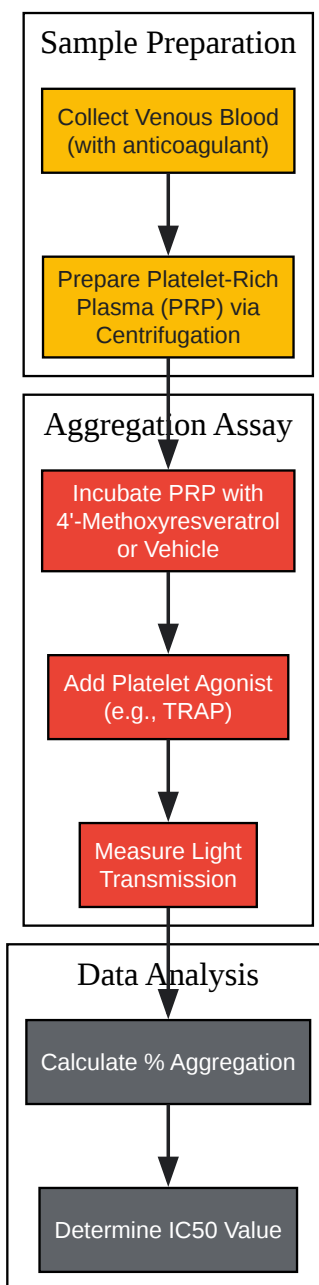 Sample Preparation
Collect Venous Blood
(with anticoagulant)
Prepare Platelet-Rich
Plasma (PRP) via
Centrifugation
Aggregation Assay
Incubate PRP with
4'-Methoxyresveratrol
or Vehicle
Add Platelet Agonist
(e.g., TRAP)
Measure Light
Transmission
Data Analysis
Calculate % Aggregation
Determine IC50 Value